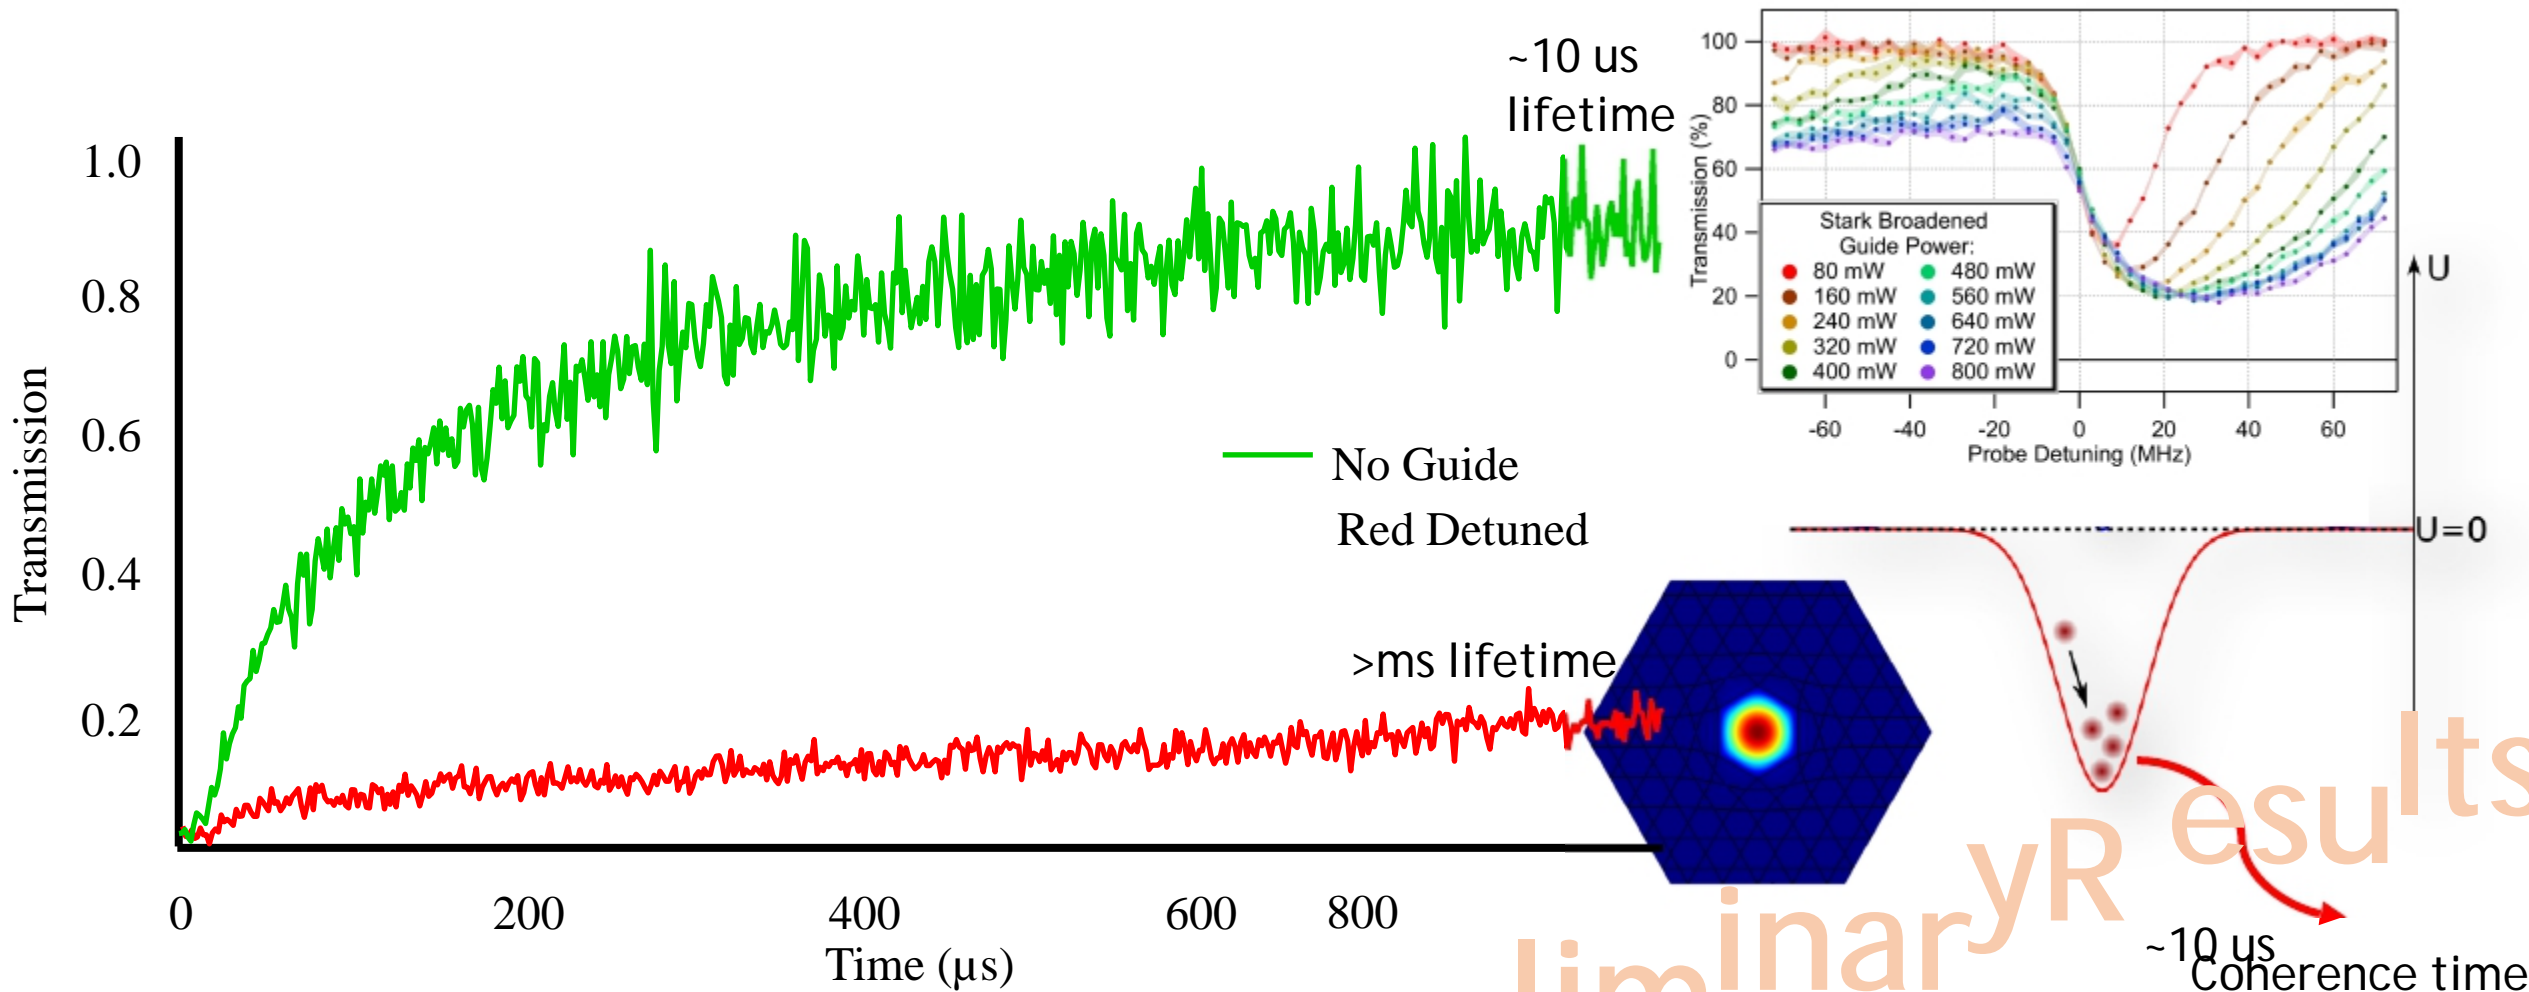 ~10 us
lifetime
1.0
0.8
0.6
0.4
0.2
Transmission
No Guide
Red Detuned
>ms lifetime
0
200
400
600
800
Time (µs)
100
80
60
40
20
0
Transmission (%)
Stark Broadened
Guide Power:
80 mW 480 mW
160 mW 560 mW
240 mW 640 mW
320 mW 720 mW
400 mW 800 mW
-60 -40 -20 0 20 40 60
Probe Detuning (MHz)
U
U=0
liminaryResults
~10 us
Coherence time